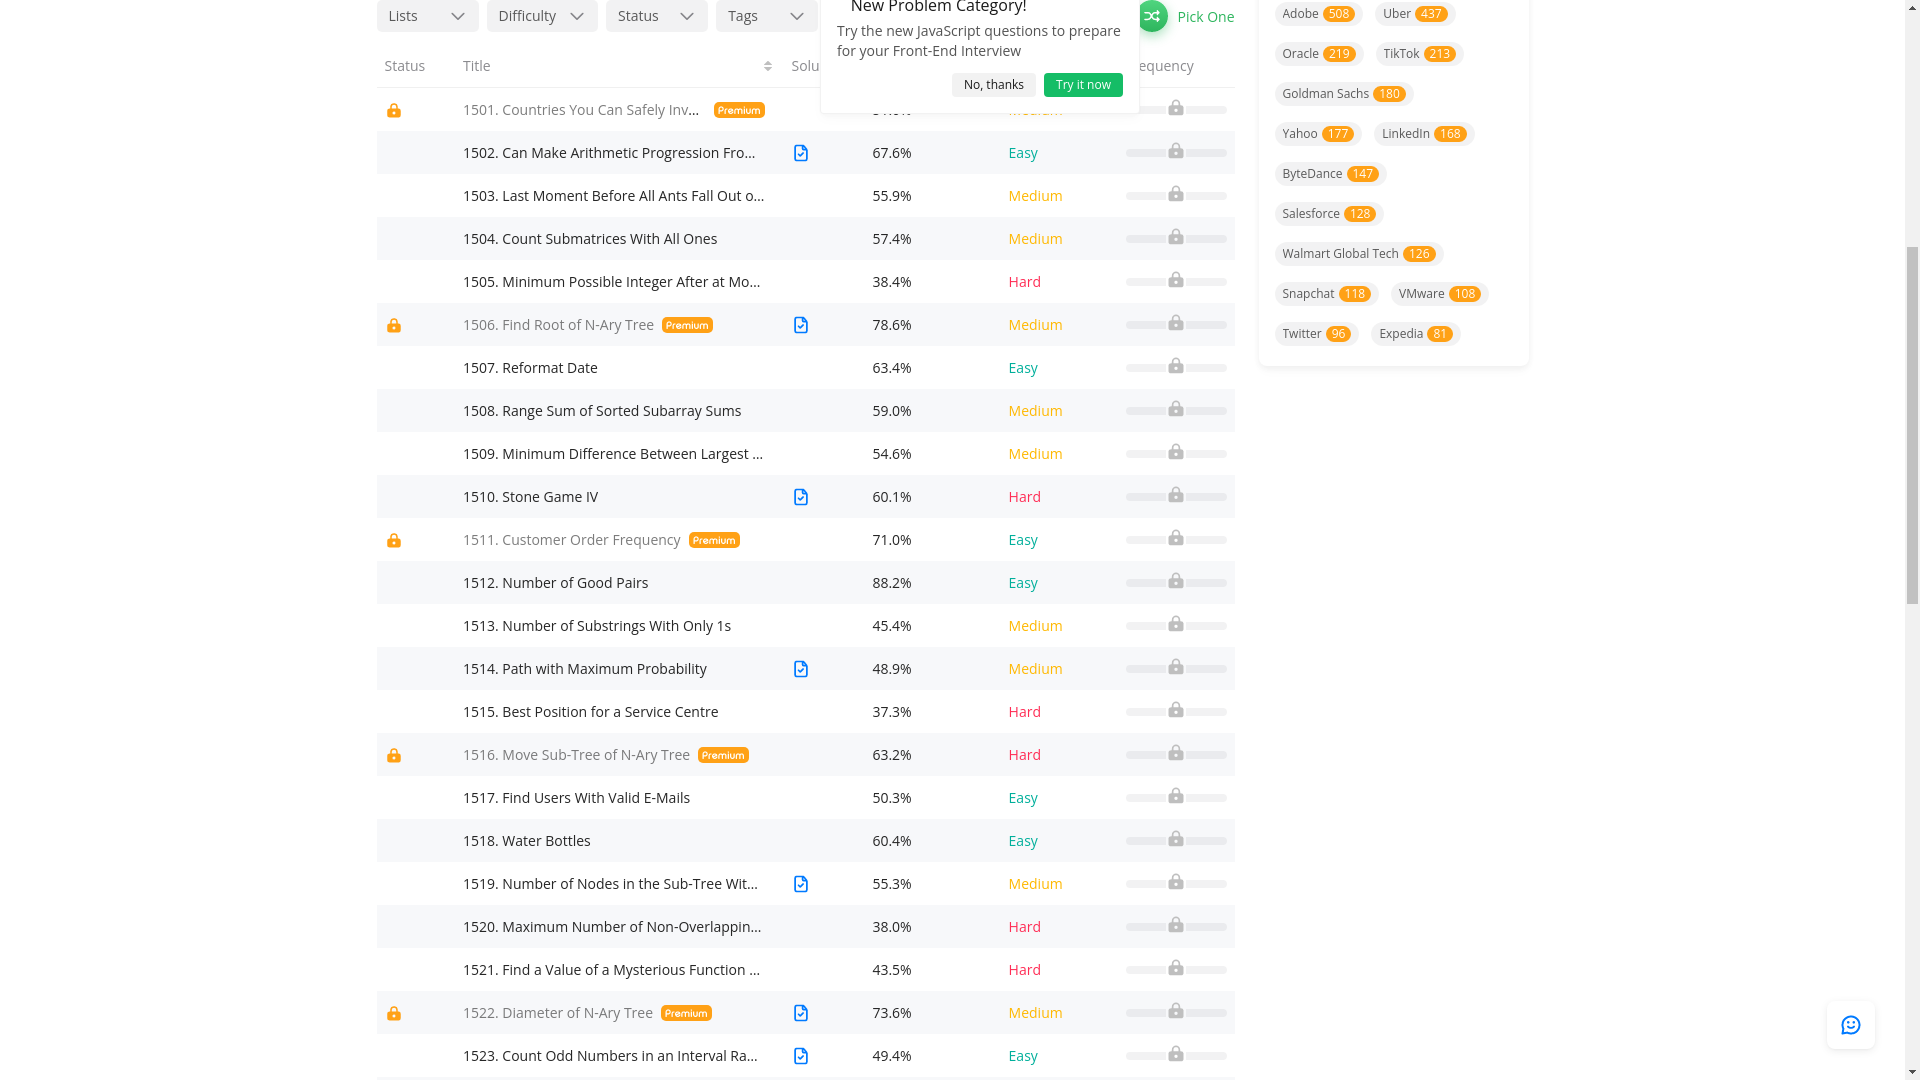 Lists Difficulty Status Tags Pick One
New Problem Category!
Try the new JavaScript questions to prepare
for your Front-End Interview
No, thanks Try it now
Status Title Solu equency
1501. Countries You Can Safely Inv... Premium
1502. Can Make Arithmetic Progression Fro... 67.6% Easy
1503. Last Moment Before All Ants Fall Out o... 55.9% Medium
1504. Count Submatrices With All Ones 57.4% Medium
1505. Minimum Possible Integer After at Mo... 38.4% Hard
1506. Find Root of N-Ary Tree Premium 78.6% Medium
1507. Reformat Date 63.4% Easy
1508. Range Sum of Sorted Subarray Sums 59.0% Medium
1509. Minimum Difference Between Largest ... 54.6% Medium
1510. Stone Game IV 60.1% Hard
1511. Customer Order Frequency Premium 71.0% Easy
1512. Number of Good Pairs 88.2% Easy
1513. Number of Substrings With Only 1s 45.4% Medium
1514. Path with Maximum Probability 48.9% Medium
1515. Best Position for a Service Centre 37.3% Hard
1516. Move Sub-Tree of N-Ary Tree Premium 63.2% Hard
1517. Find Users With Valid E-Mails 50.3% Easy
1518. Water Bottles 60.4% Easy
1519. Number of Nodes in the Sub-Tree Wit... 55.3% Medium
1520. Maximum Number of Non-Overlappin... 38.0% Hard
1521. Find a Value of a Mysterious Function ... 43.5% Hard
1522. Diameter of N-Ary Tree Premium 73.6% Medium
1523. Count Odd Numbers in an Interval Ra... 49.4% Easy
Adobe 508 Uber 437
Oracle 219 TikTok 213
Goldman Sachs 180
Yahoo 177 LinkedIn 168
ByteDance 147
Salesforce 128
Walmart Global Tech 126
Snapchat 118 VMware 108
Twitter 96 Expedia 81